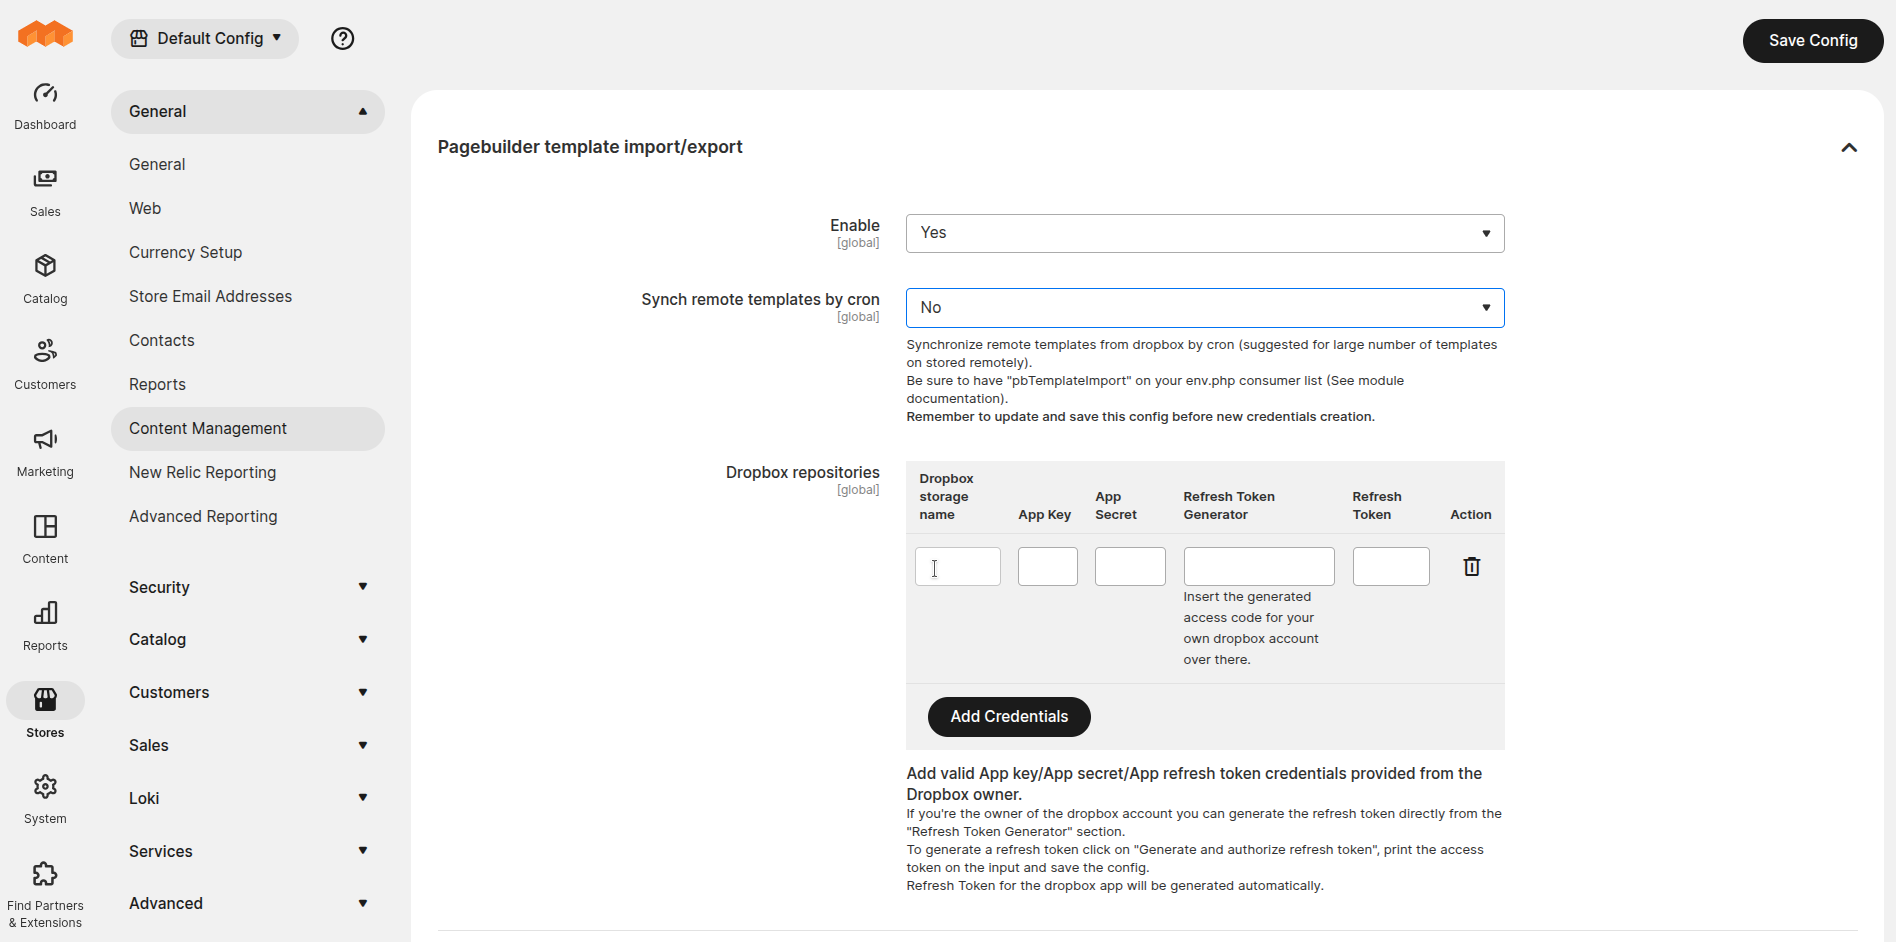 Default Config
Save Config
Dashboard
Sales
Catalog
Customers
Marketing
Content
Reports
Stores
System
Find Partners
& Extensions
General
General
Web
Currency Setup
Store Email Addresses
Contacts
Reports
Content Management
New Relic Reporting
Advanced Reporting
Security
Catalog
Customers
Sales
Loki
Services
Advanced
Pagebuilder template import/export
Enable
[global]
Yes
Synch remote templates by cron
[global]
No
Synchronize remote templates from dropbox by cron (suggested for large number of templates
on stored remotely).
Be sure to have "pbTemplateImport" on your env.php consumer list (See module
documentation).
Remember to update and save this config before new credentials creation.
Dropbox repositories
[global]
Dropbox
storage
name
App Key
App
Secret
Refresh Token
Generator
Refresh
Token
Action
Insert the generated
access code for your
own dropbox account
over there.
Add Credentials
Add valid App key/App secret/App refresh token credentials provided from the
Dropbox owner.
If you're the owner of the dropbox account you can generate the refresh token directly from the
"Refresh Token Generator" section.
To generate a refresh token click on "Generate and authorize refresh token", print the access
token on the input and save the config.
Refresh Token for the dropbox app will be generated automatically.